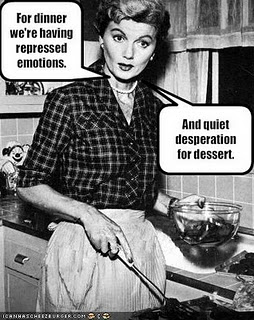 For dinner
we're having
repressed
emotions.
And quiet
desperation
for dessert.
ICANHASCHEEZBURGER.COM